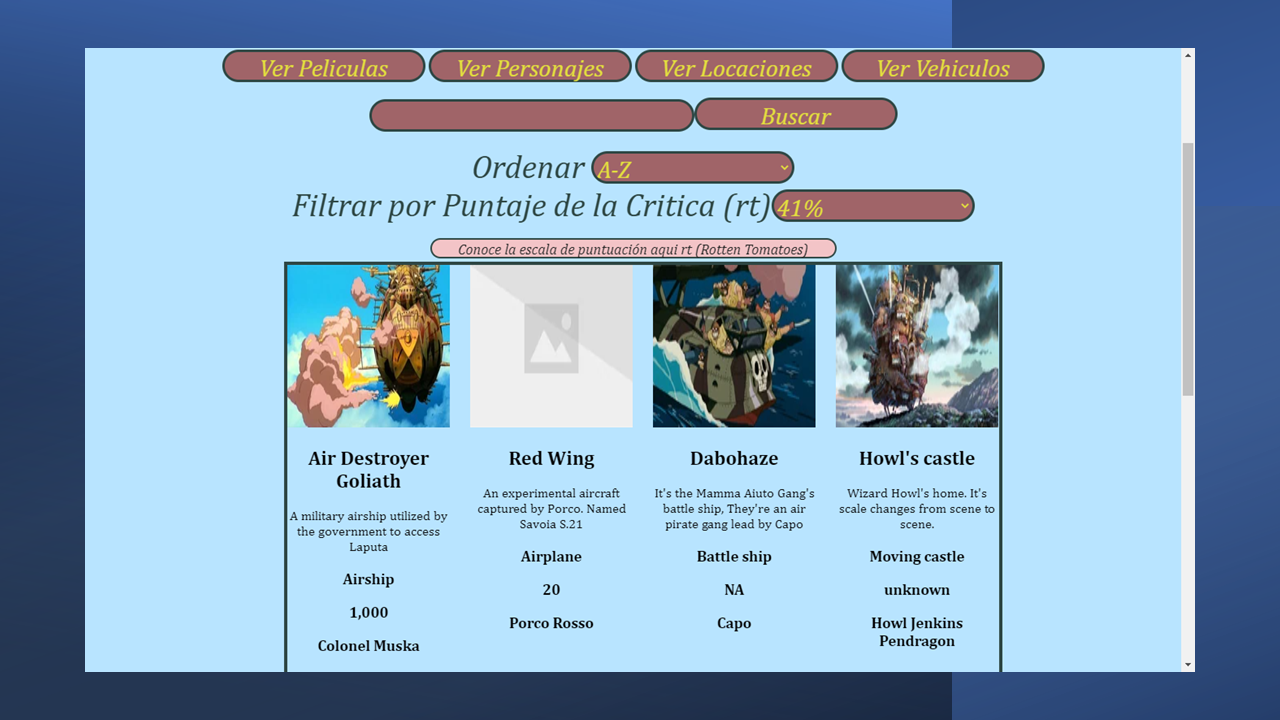 Ver Peliculas Ver Personajes Ver Locaciones Ver Vehiculos
Buscar
Ordenar A-Z
Filtrar por Puntaje de la Critica (rt) 41%
Conoce la escala de puntuación aqui rt (Rotten Tomatoes)
Air Destroyer
Goliath
A military airship utilized by
the government to access
Laputa
Airship
1,000
Colonel Muska
Red Wing
An experimental aircraft
captured by Porco. Named
Savoia S.21
Airplane
20
Porco Rosso
Dabohaze
It's the Mamma Aiuto Gang's
battle ship, They're an air
pirate gang lead by Capo
Battle ship
NA
Capo
Howl's castle
Wizard Howl's home. It's
scale changes from scene to
scene.
Moving castle
unknown
Howl Jenkins
Pendragon